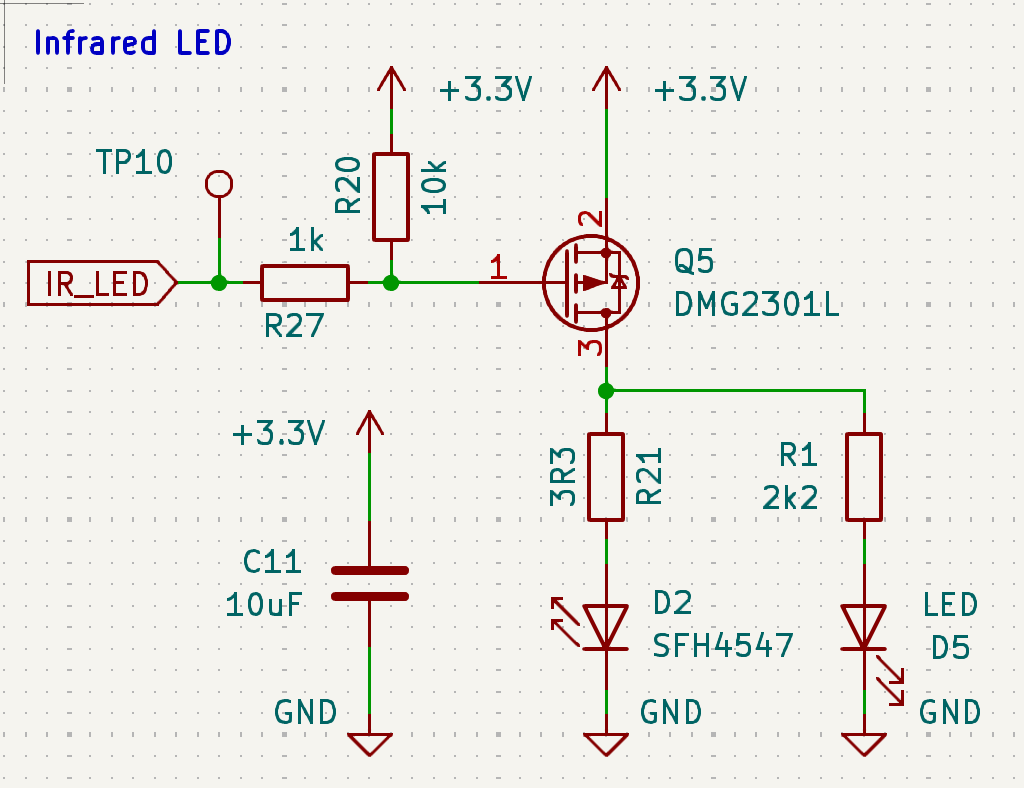 Infrared LED
+3.3V
+3.3V
TP10
R20
10k
1k
2
IR_LED
1
Q5
DMG2301L
R27
3
+3.3V
3R3
R21
R1
2k2
C11
10uF
D2
SFH4547
LED
D5
GND
GND
GND